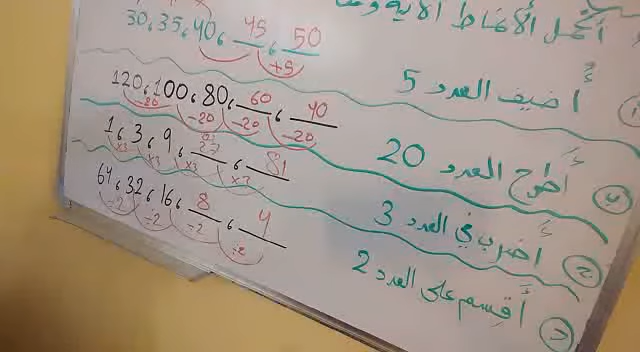 أكمل الأنماط الآتية
أ أضيف العدد 5 30، 35، 40، 45، 50
+5
ب أطرح العدد 20 120، 100، 80، 60، 40
-20 -20 -20 -20
ج أضرب في العدد 3 1، 3، 9، 27، 81
×3 ×3 ×3 ×3
د أقسم على العدد 2 64، 32، 16، 8، 4
÷2 ÷2 ÷2 ÷2